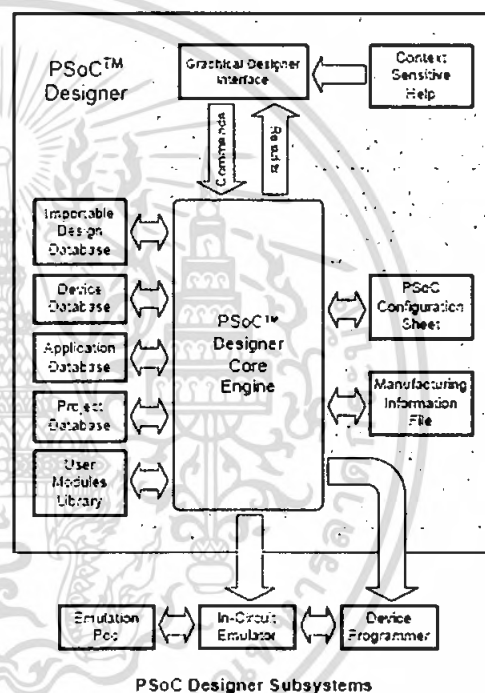 PSoC™
Designer
Graphical Designer
Interface
Context
Sensitive
Help
Commands
Results
Importable
Design
Database
Device
Database
Application
Database
Project
Database
User
Modules
Library
PSoC™
Designer
Core
Engine
PSoC
Configuration
Sheet
Manufacturing
Information
File
Emulation
Pod
In-Circuit
Emulator
Device
Programmer
PSoC Designer Subsystems